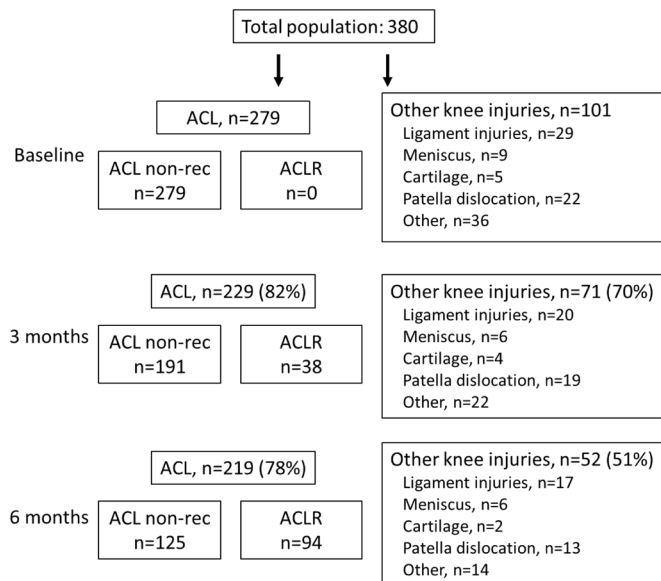 Total population: 380
ACL, n=279
Baseline
ACL non-rec
n=279
ACLR
n=0
Other knee injuries, n=101
Ligament injuries, n=29
Meniscus, n=9
Cartilage, n=5
Patella dislocation, n=22
Other, n=36
ACL, n=229 (82%)
3 months
ACL non-rec
n=191
ACLR
n=38
Other knee injuries, n=71 (70%)
Ligament injuries, n=20
Meniscus, n=6
Cartilage, n=4
Patella dislocation, n=19
Other, n=22
ACL, n=219 (78%)
6 months
ACL non-rec
n=125
ACLR
n=94
Other knee injuries, n=52 (51%)
Ligament injuries, n=17
Meniscus, n=6
Cartilage, n=2
Patella dislocation, n=13
Other, n=14